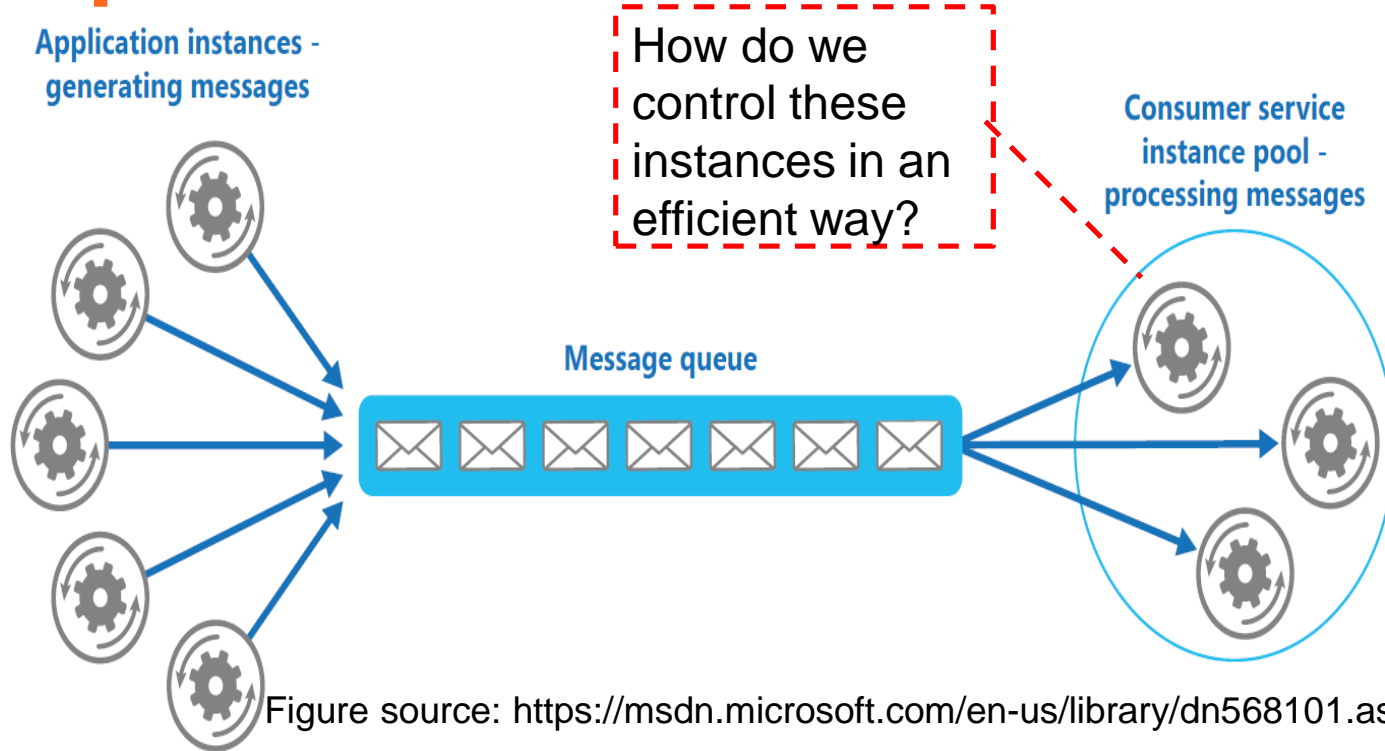 Application instances -
generating messages
How do we
control these
instances in an
efficient way?
Consumer service
instance pool -
processing messages
Message queue
Figure source: https://msdn.microsoft.com/en-us/library/dn568101.as